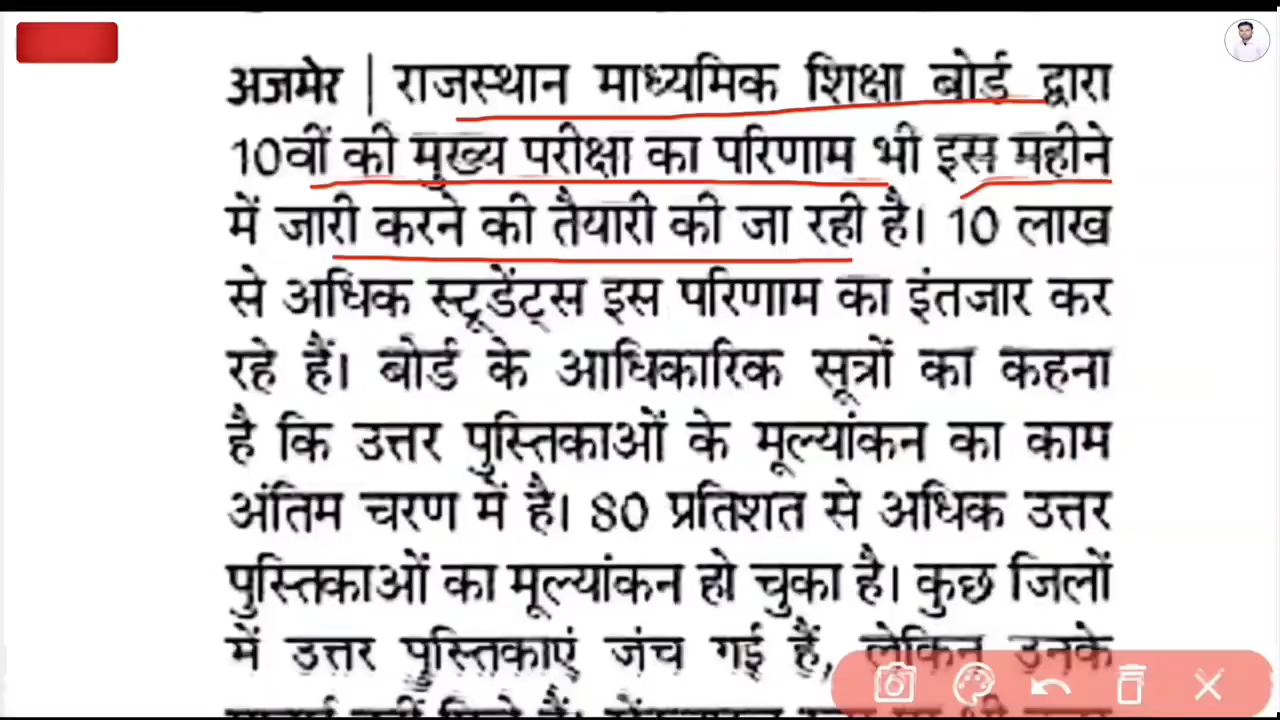 अजमेर | राजस्थान माध्यमिक शिक्षा बोर्ड द्वारा
10वीं की मुख्य परीक्षा का परिणाम भी इस महीने
में जारी करने की तैयारी की जा रही है। 10 लाख
से अधिक स्टूडेंट्स इस परिणाम का इंतजार कर
रहे हैं। बोर्ड के आधिकारिक सूत्रों का कहना
है कि उत्तर पुस्तिकाओं के मूल्यांकन का काम
अंतिम चरण में है। 80 प्रतिशत से अधिक उत्तर
पुस्तिकाओं का मूल्यांकन हो चुका है। कुछ जिलों
में उत्तर पुस्तिकाएं जंच गई हैं, लेकिन उनके